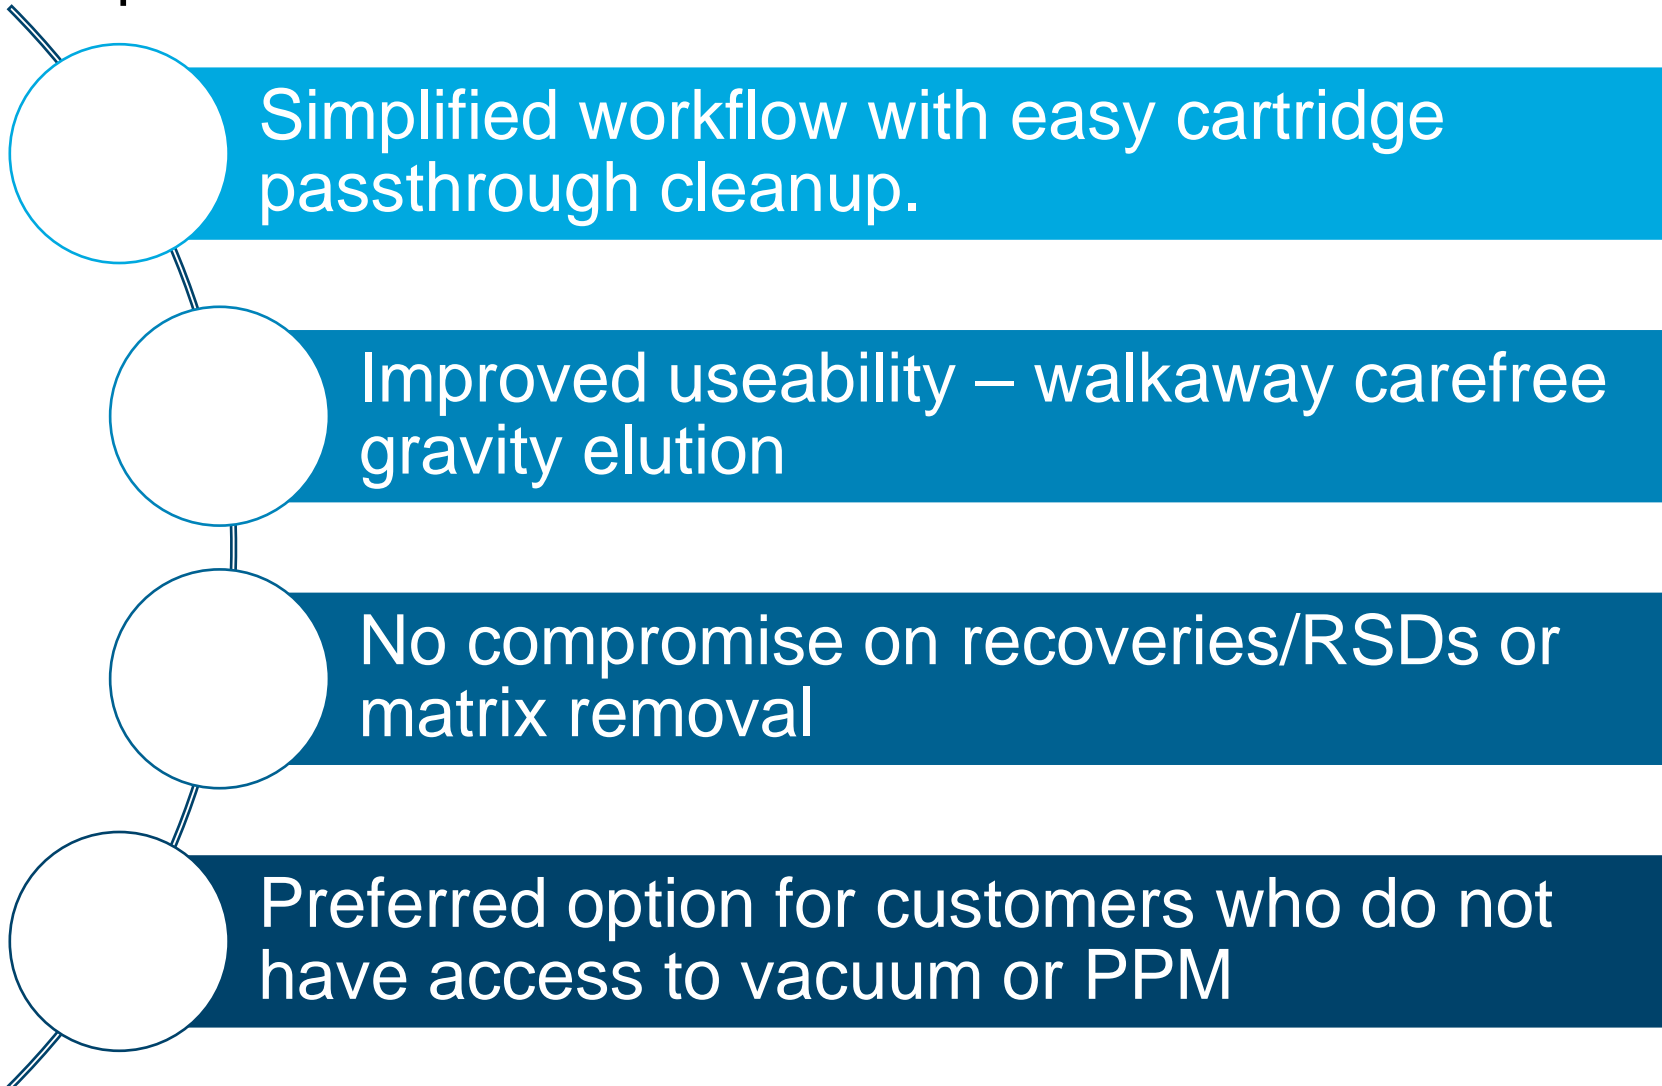 Simplified workflow with easy cartridge
passthrough cleanup.
Improved useability – walkaway carefree
gravity elution
No compromise on recoveries/RSDs or
matrix removal
Preferred option for customers who do not
have access to vacuum or PPM